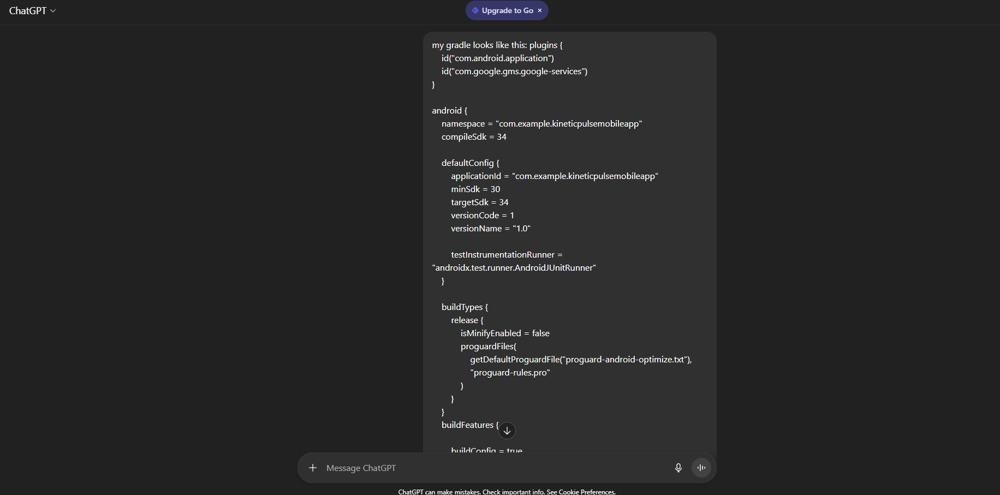 ChatGPT
Upgrade to Go ×
my gradle looks like this: plugins {
id("com.android.application")
id("com.google.gms.google-services")
}
android {
namespace = "com.example.kineticpulsemobileapp"
compileSdk = 34
defaultConfig {
applicationId = "com.example.kineticpulsemobileapp"
minSdk = 30
targetSdk = 34
versionCode = 1
versionName = "1.0"
testInstrumentationRunner =
"androidx.test.runner.AndroidJUnitRunner"
}
buildTypes {
release {
isMinifyEnabled = false
proguardFiles(
getDefaultProguardFile("proguard-android-optimize.txt"),
"proguard-rules.pro"
)
}
}
buildFeatures {
buildConfig = true
Message ChatGPT
ChatGPT can make mistakes. Check important info. See Cookie Preferences.